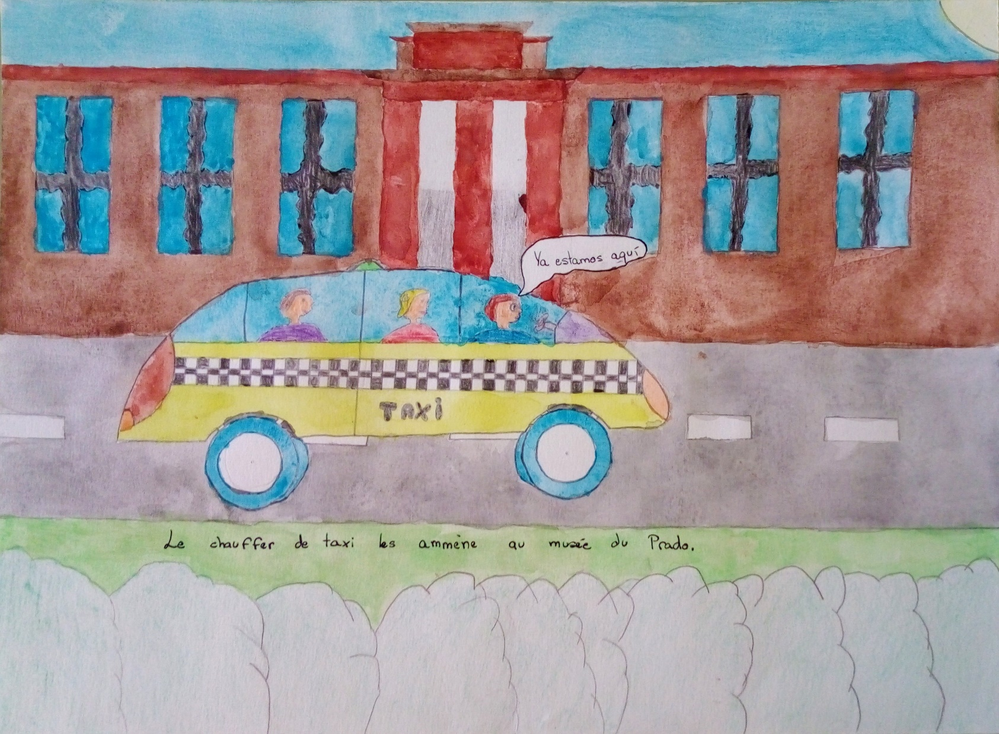 Ya estamos aquí
TAXi
Le chauffer de taxi les ammène au musée du Prado.